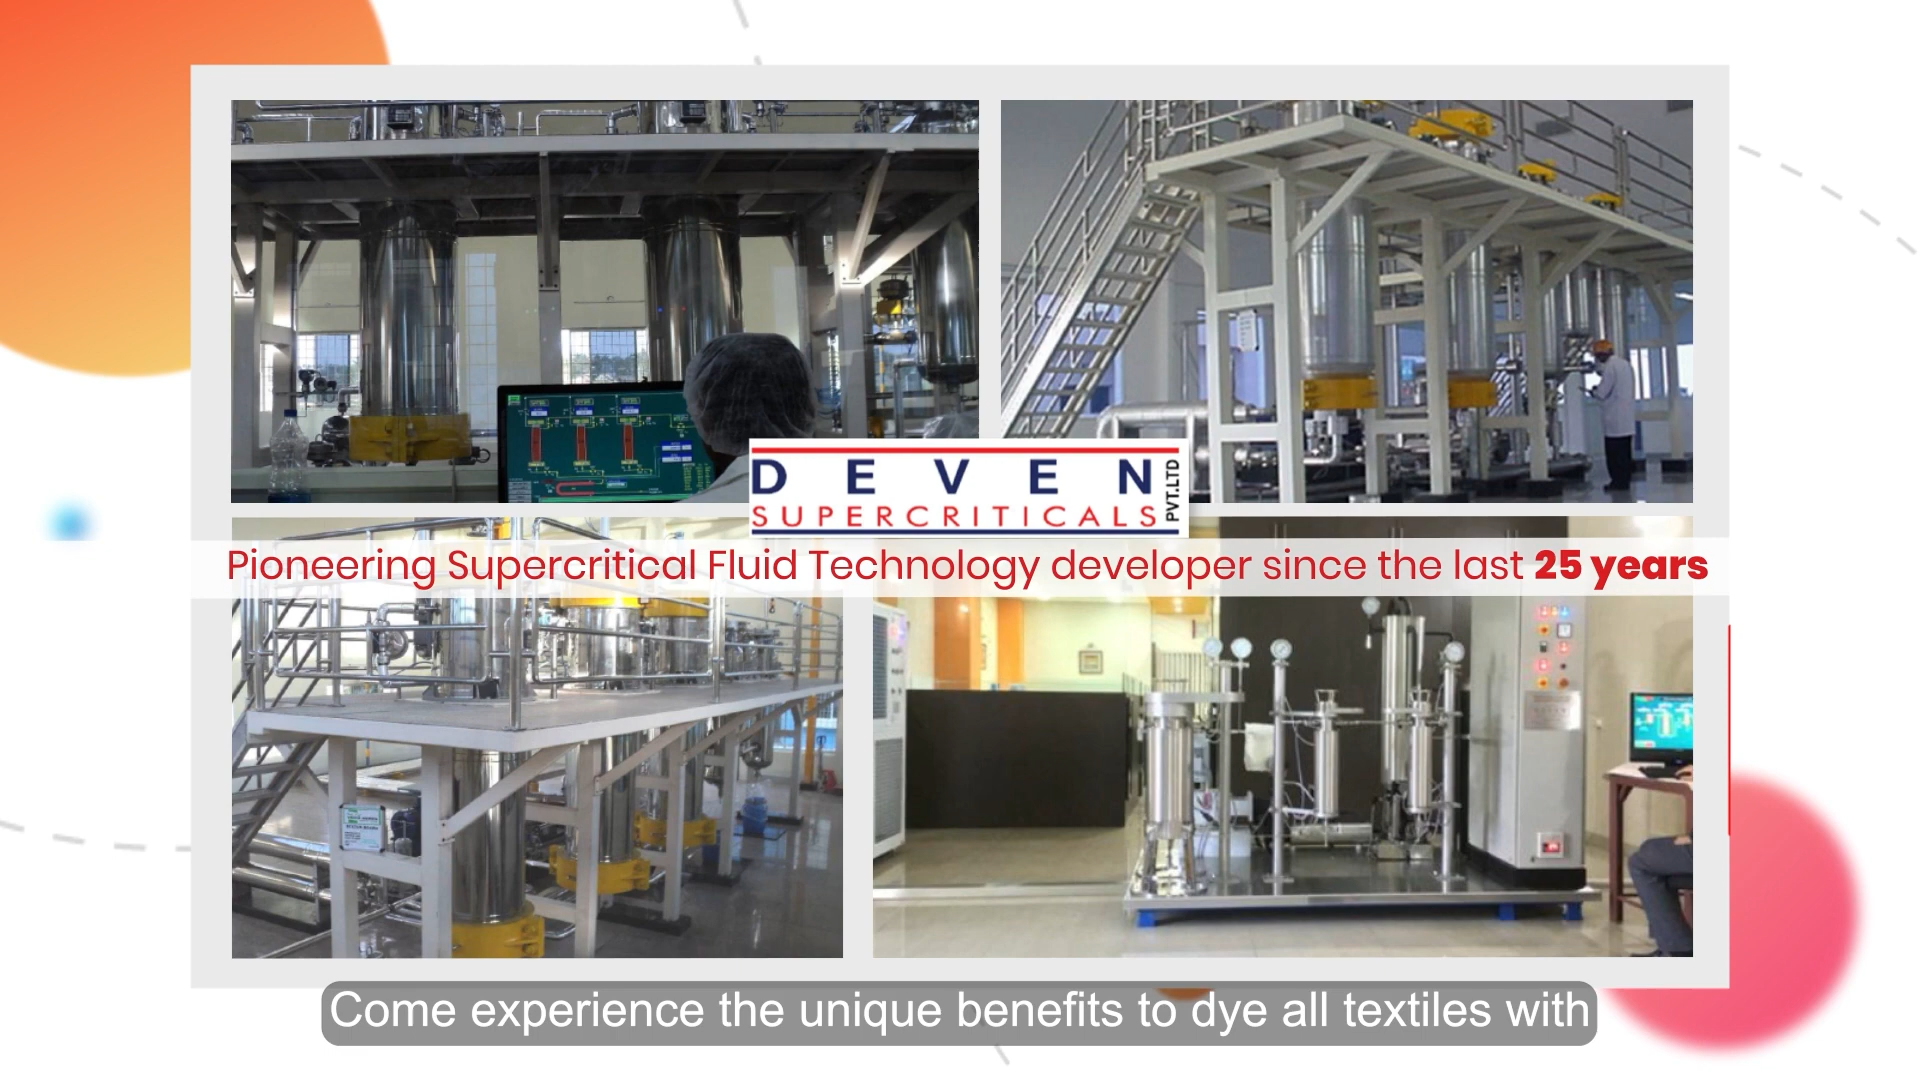 DEVEN
SUPERCRITICALS
PVT.LTD
Pioneering Supercritical Fluid Technology developer since the last 25 years
Come experience the unique benefits to dye all textiles with